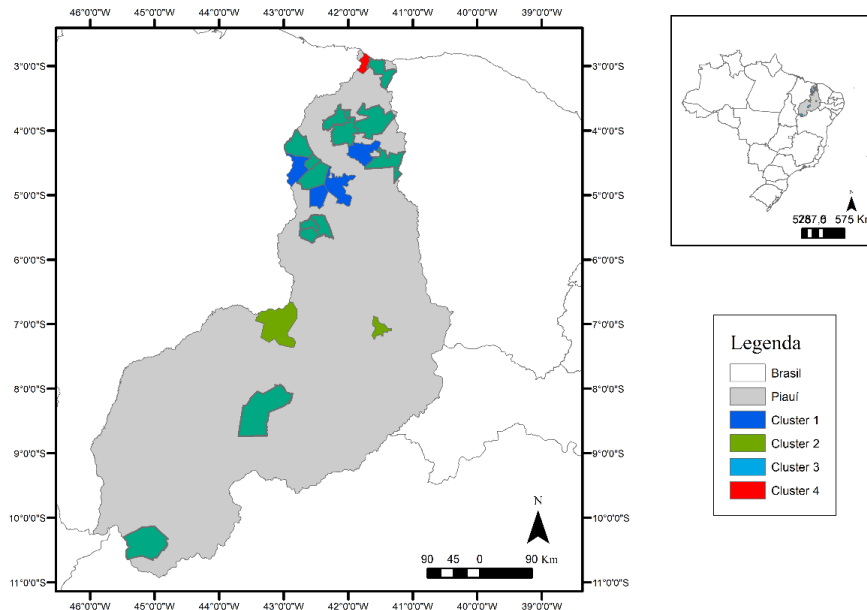 46°0'0"W 45°0'0"W 44°0'0"W 43°0'0"W 42°0'0"W 41°0'0"W 40°0'0"W 39°0'0"W
3°0'0"S 3°0'0"S
4°0'0"S 4°0'0"S
5°0'0"S 5°0'0"S
6°0'0"S 6°0'0"S
7°0'0"S 7°0'0"S
8°0'0"S 8°0'0"S
9°0'0"S 9°0'0"S
10°0'0"S 10°0'0"S
11°0'0"S 11°0'0"S
N
90 45 0 90 Km
46°0'0"W 45°0'0"W 44°0'0"W 43°0'0"W 42°0'0"W 41°0'0"W 40°0'0"W 39°0'0"W
N
575 Km
Legenda
Brasil
Piauí
Cluster 1
Cluster 2
Cluster 3
Cluster 4